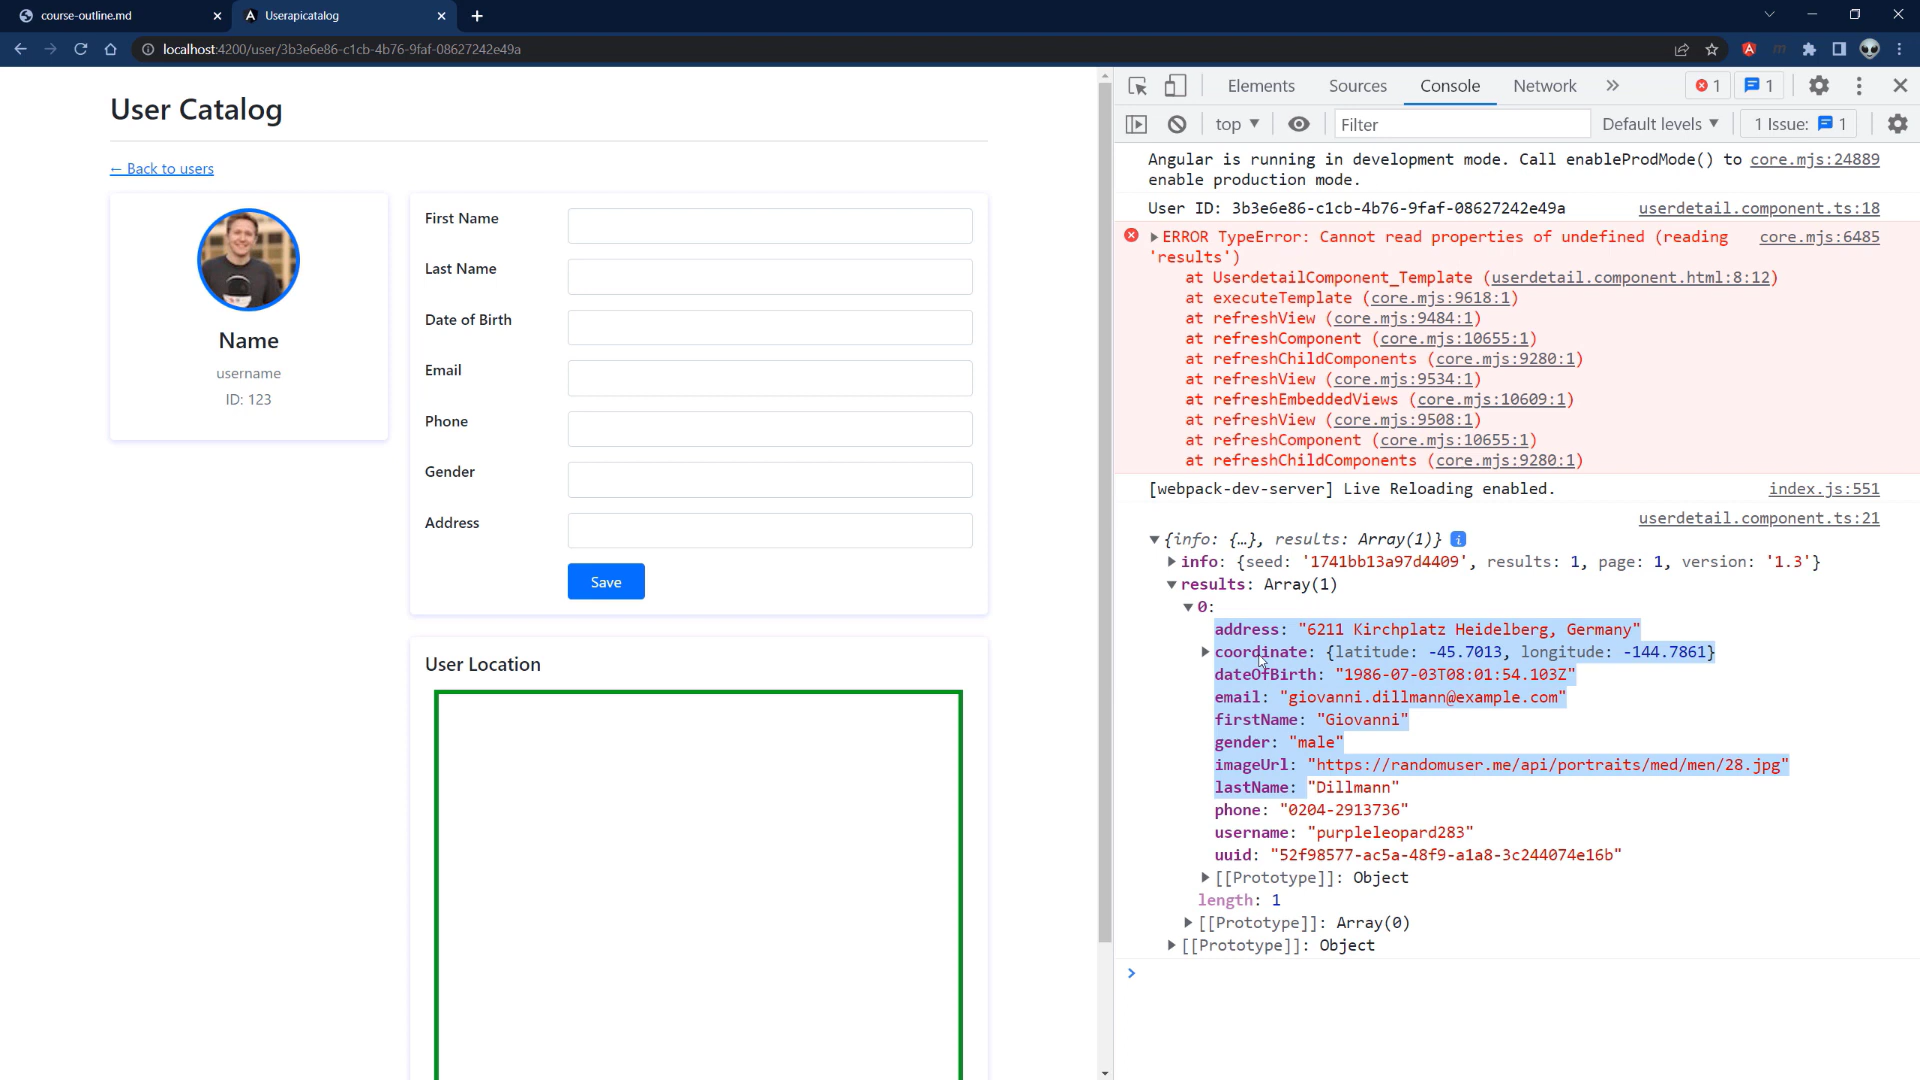 course-outline.md
Userapicatalog
localhost:4200/user/3b3e6e86-c1cb-4b76-9faf-08627242e49a
User Catalog
← Back to users
Name
username
ID: 123
First Name
Last Name
Date of Birth
Email
Phone
Gender
Address
Save
User Location
Elements
Sources
Console
Network
1
1
top
Filter
Default levels
1 Issue: 1
Angular is running in development mode. Call enableProdMode() to core.mjs:24889
enable production mode.
User ID: 3b3e6e86-c1cb-4b76-9faf-08627242e49a userdetail.component.ts:18
ERROR TypeError: Cannot read properties of undefined (reading core.mjs:6485
'results')
at UserdetailComponent_Template (userdetail.component.html:8:12)
at executeTemplate (core.mjs:9618:1)
at refreshView (core.mjs:9484:1)
at refreshComponent (core.mjs:10655:1)
at refreshChildComponents (core.mjs:9280:1)
at refreshView (core.mjs:9534:1)
at refreshEmbeddedViews (core.mjs:10609:1)
at refreshView (core.mjs:9508:1)
at refreshComponent (core.mjs:10655:1)
at refreshChildComponents (core.mjs:9280:1)
[webpack-dev-server] Live Reloading enabled. index.js:551
userdetail.component.ts:21
{info: {…}, results: Array(1)}
info: {seed: '1741bb13a97d4409', results: 1, page: 1, version: '1.3'}
results: Array(1)
0:
address: "6211 Kirchplatz Heidelberg, Germany"
coordinate: {latitude: -45.7013, longitude: -144.7861}
dateOfBirth: "1986-07-03T08:01:54.103Z"
email: "giovanni.dillmann@example.com"
firstName: "Giovanni"
gender: "male"
imageUrl: "https://randomuser.me/api/portraits/med/men/28.jpg"
lastName: "Dillmann"
phone: "0204-2913736"
username: "purpleleopard283"
uuid: "52f98577-ac5a-48f9-a1a8-3c244074e16b"
[[Prototype]]: Object
length: 1
[[Prototype]]: Array(0)
[[Prototype]]: Object